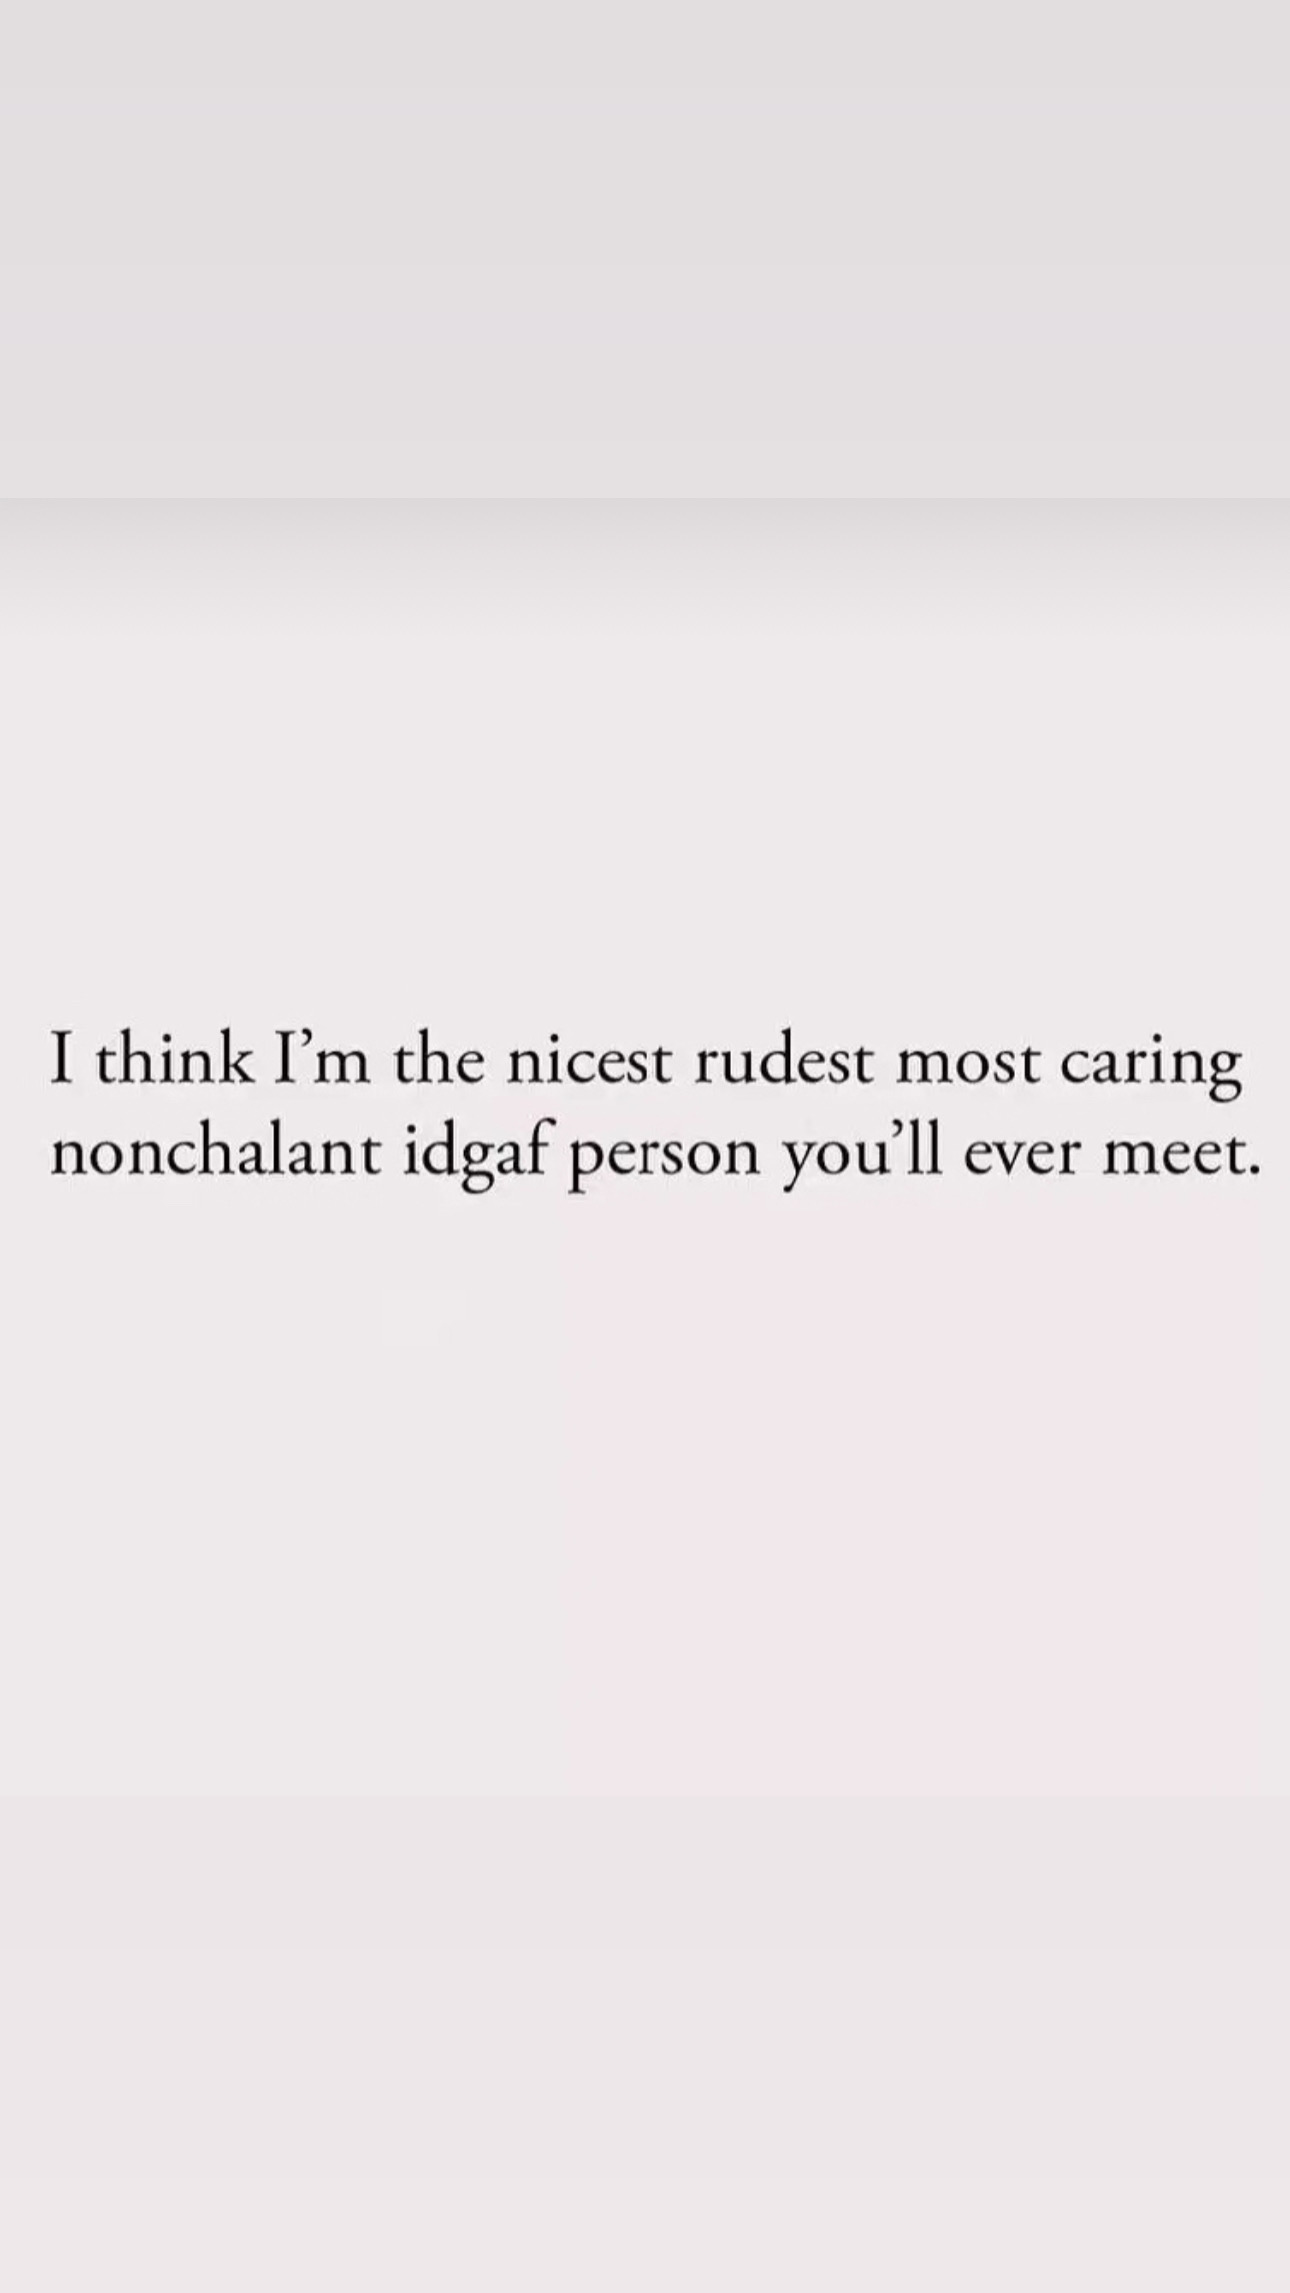 I think I’m the nicest rudest most caring
nonchalant idgaf person you’ll ever meet.